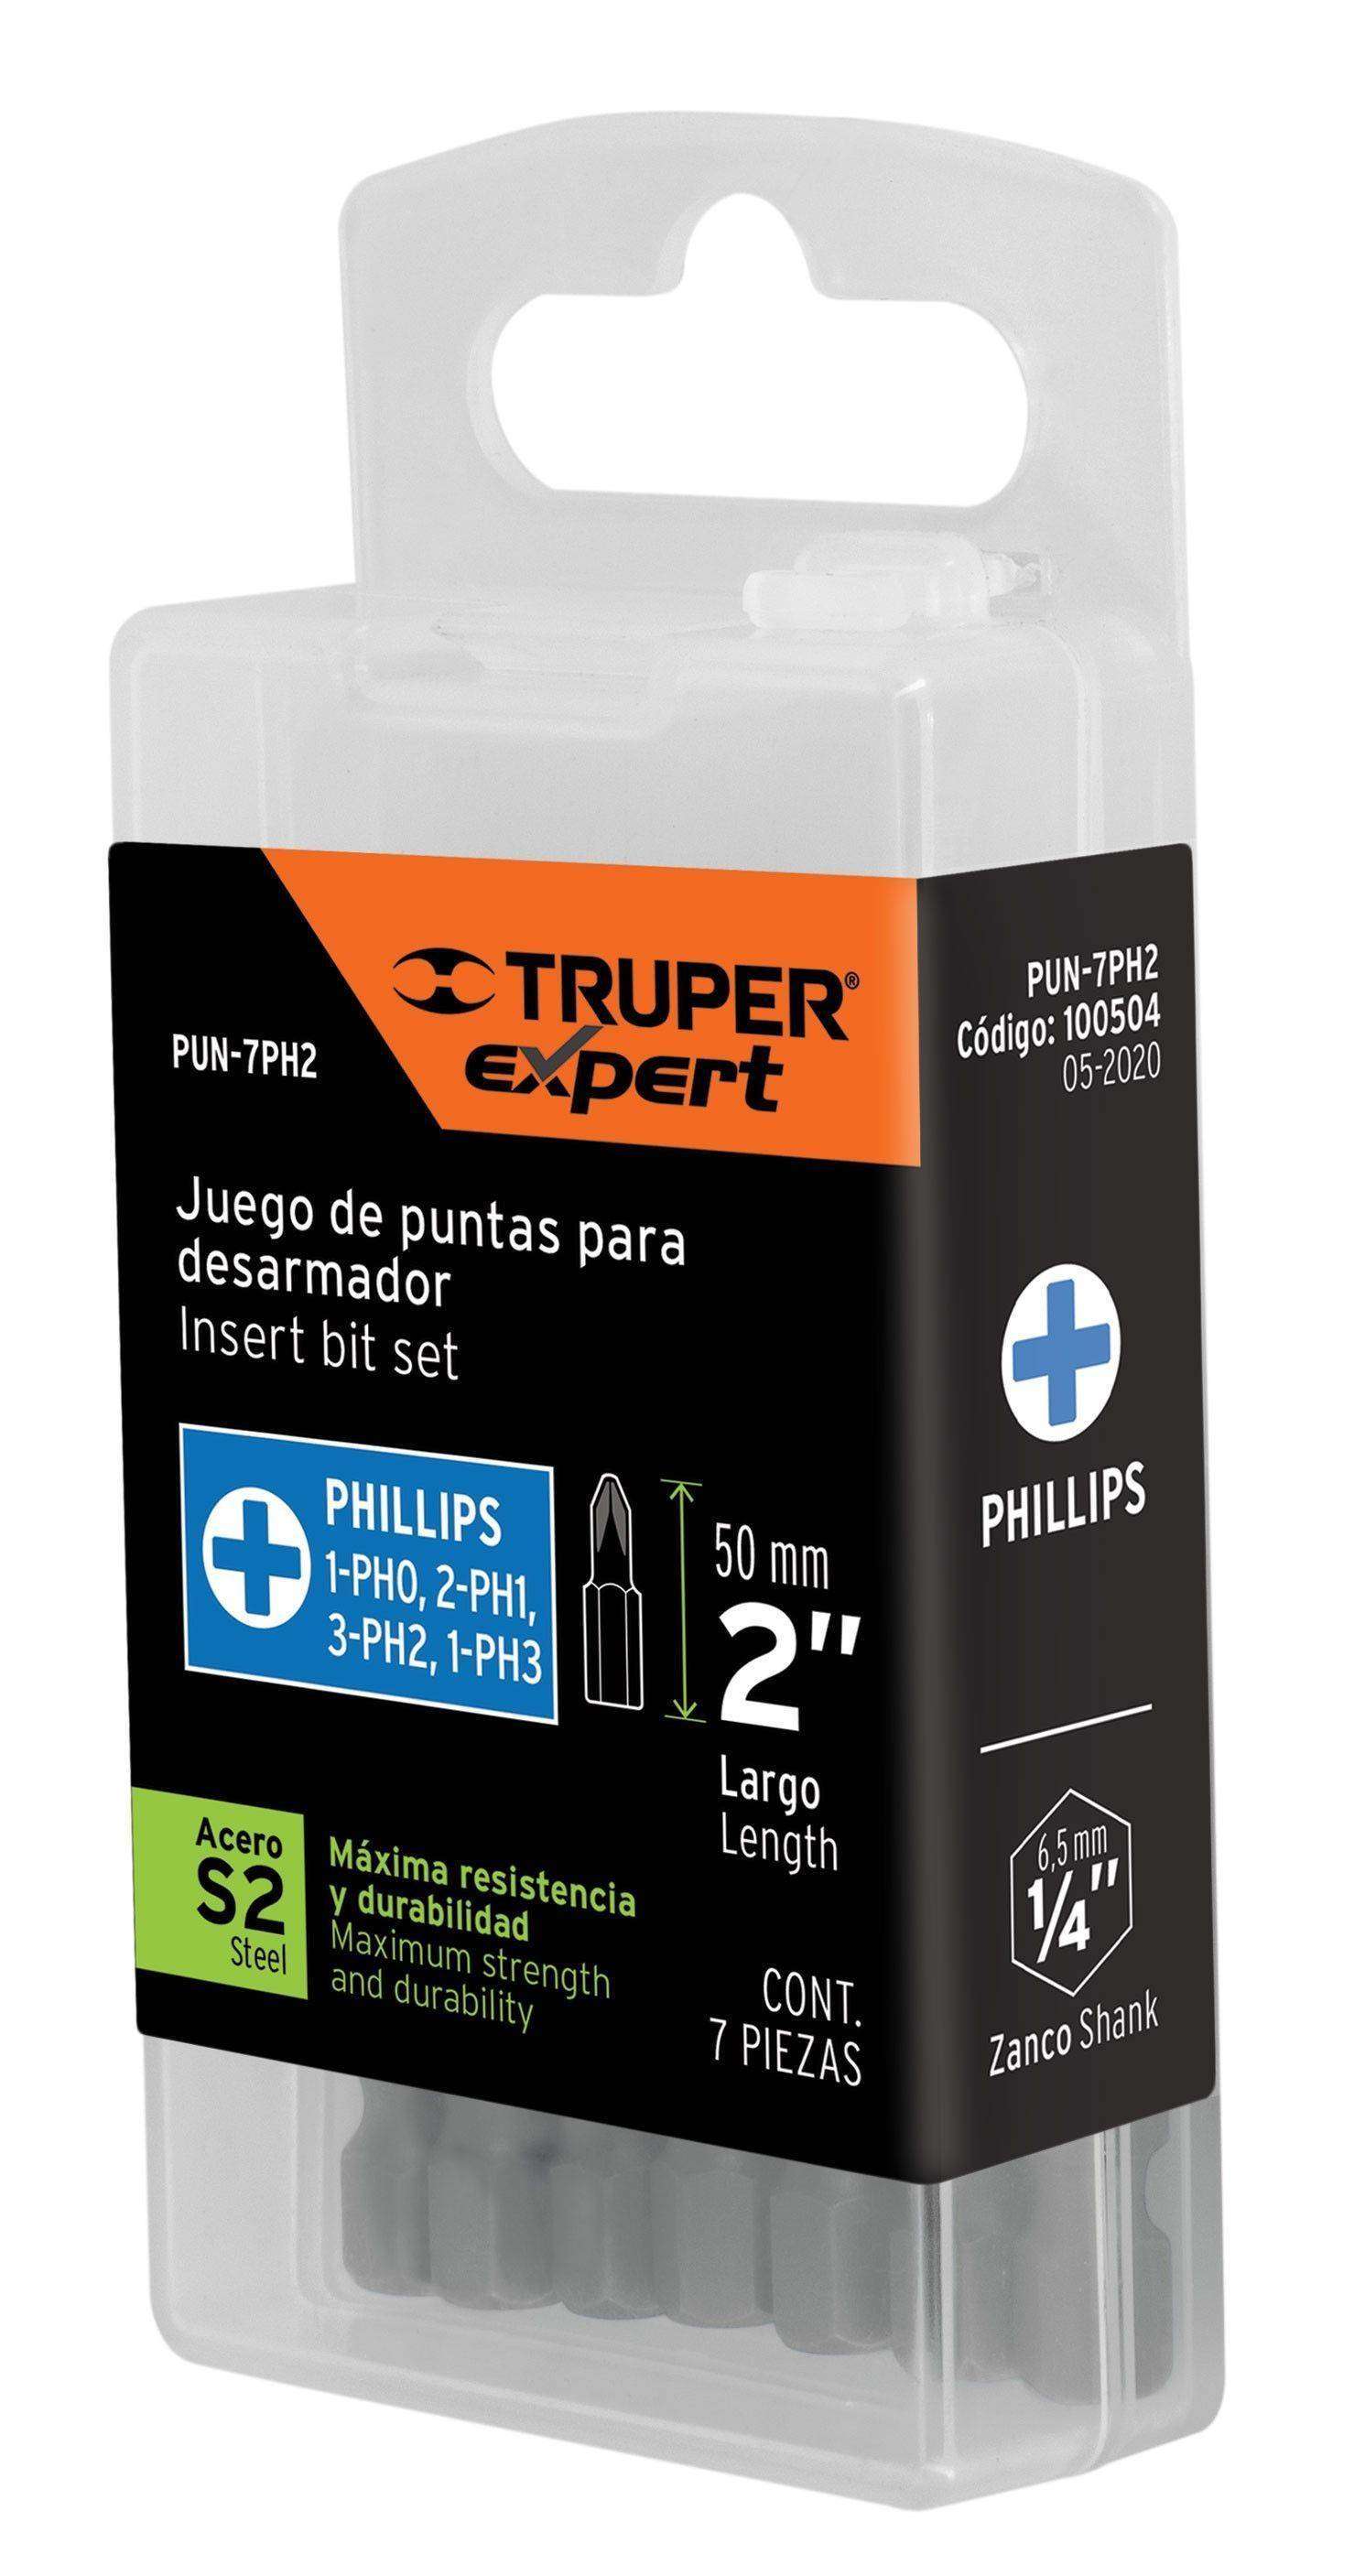 TRUPER®
expert
PUN-7PH2
Juego de puntas para
desarmador
Insert bit set
PHILLIPS
1-PH0, 2-PH1,
3-PH2, 1-PH3
50 mm
2"
Largo
Length
Acero
S2
Steel
Máxima resistencia
y durabilidad
Maximum strength
and durability
CONT.
7 PIEZAS
PUN-7PH2
Código: 100504
05-2020
PHILLIPS
6,5 mm
1/4"
Zanco Shank